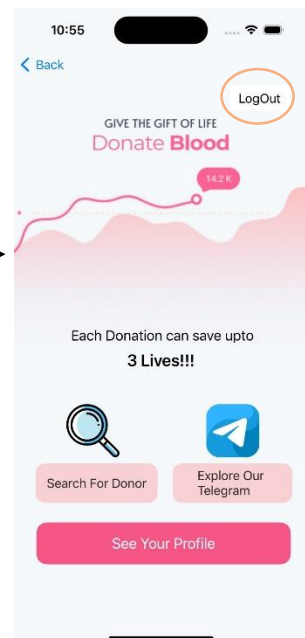 10:55
Back
LogOut
GIVE THE GIFT OF LIFE
Donate Blood
14.2 K
Each Donation can save upto
3 Lives!!!
Search For Donor
Explore Our
Telegram
See Your Profile